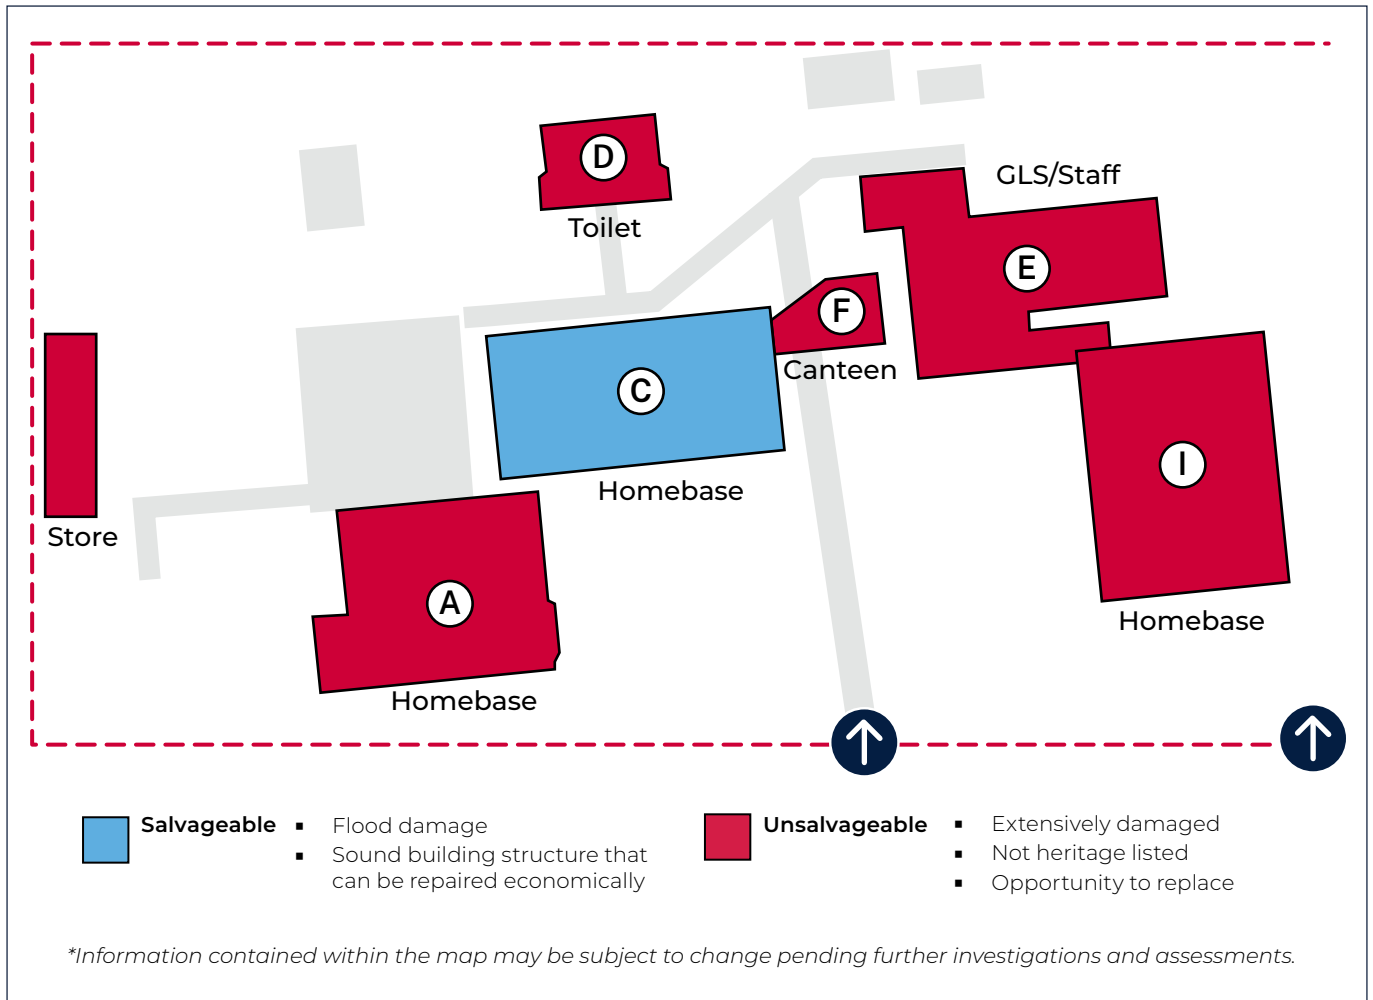 D
Toilet
GLS/Staff
E
F
Canteen
C
Homebase
I
Homebase
Store
A
Homebase
Salvageable
▪ Flood damage
▪ Sound building structure that
can be repaired economically
Unsalvageable
▪ Extensively damaged
▪ Not heritage listed
▪ Opportunity to replace
*Information contained within the map may be subject to change pending further investigations and assessments.